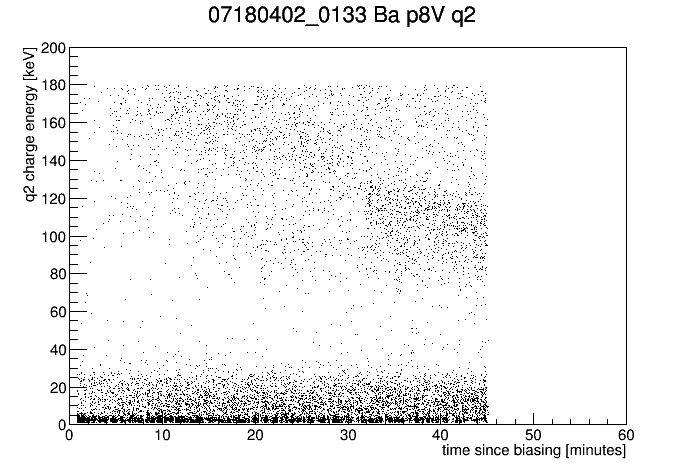 07180402_0133 Ba p8V q2
q2 charge energy [keV]
200
180
160
140
120
100
80
60
40
20
0
0 10 20 30 40 50 60
time since biasing [minutes]